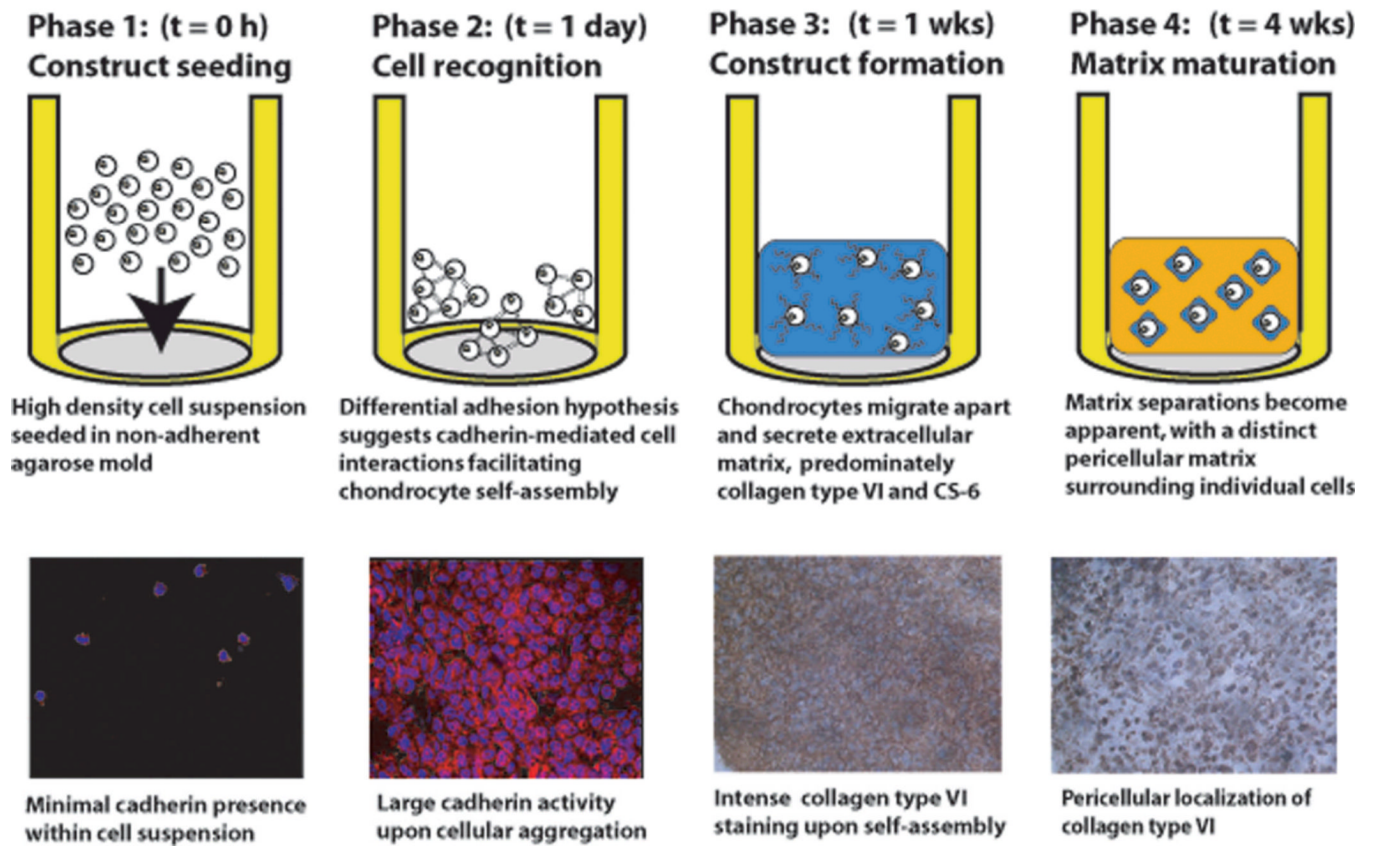 Phase 1: (t = 0 h)
Construct seeding
Phase 2: (t = 1 day)
Cell recognition
Phase 3: (t = 1 wks)
Construct formation
Phase 4: (t = 4 wks)
Matrix maturation
High density cell suspension
seeded in non-adherent
agarose mold
Differential adhesion hypothesis
suggests cadherin-mediated cell
interactions facilitating
chondrocyte self-assembly
Chondrocytes migrate apart
and secrete extracellular
matrix, predominately
collagen type VI and CS-6
Matrix separations become
apparent, with a distinct
pericellular matrix
surrounding individual cells
Minimal cadherin presence
within cell suspension
Large cadherin activity
upon cellular aggregation
Intense collagen type VI
staining upon self-assembly
Pericellular localization of
collagen type VI